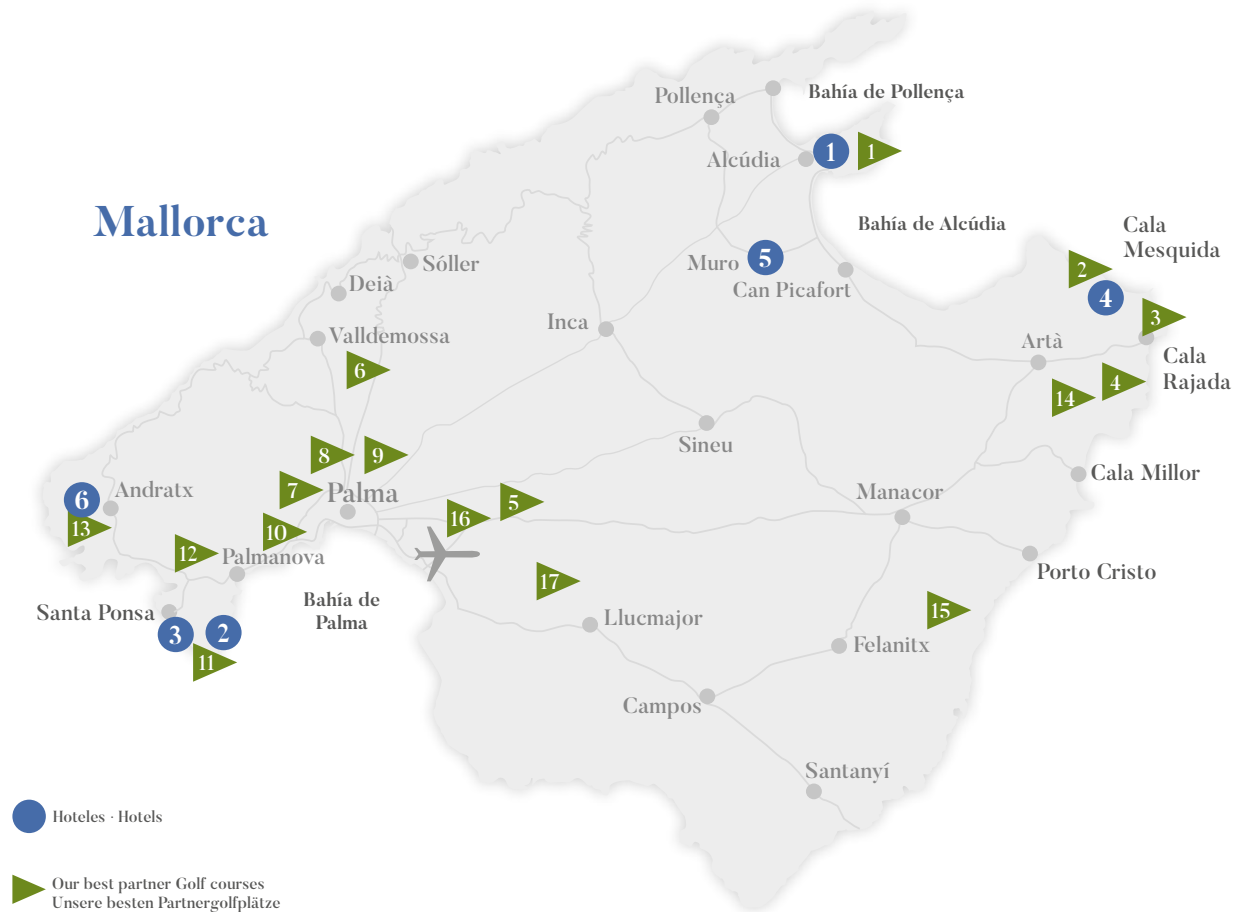 Bahía de Pollença
Pollença
Alcúdia
1
1
Mallorca
Bahía de Alcúdia
Cala
Mesquida
Sóller
Muro
5
2
Deià
Can Picafort
4
Inca
3
Valldemossa
Artà
Cala
Rajada
6
4
14
Sineu
8
9
Cala Millor
7
Andratx
6
Palma
Manacor
5
13
10
16
12
Palmanova
Porto Cristo
17
Santa Ponsa
Bahía de
Palma
15
Llucmajor
3
2
Felanitx
11
Campos
Santanyí
Hoteles · Hotels
Our best partner Golf courses
Unsere besten Partnergolfplätze